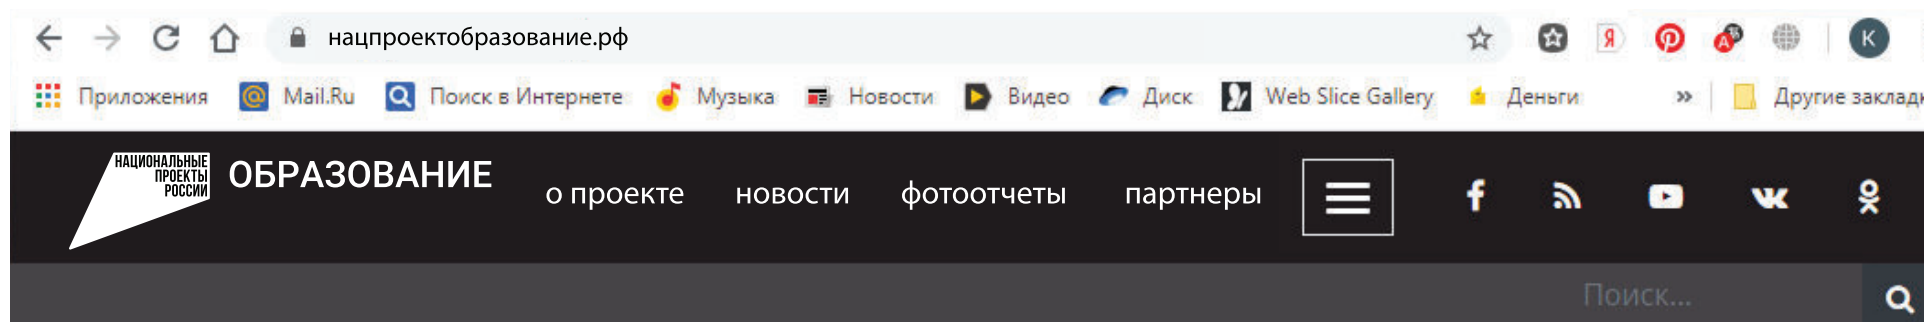 нацпроектобразование.рф
Я
К
Приложения Mail.Ru Поиск в Интернете Музыка Новости Видео Диск Web Slice Gallery Деньги » Другие заклад
НАЦИОНАЛЬНЫЕ
ПРОЕКТЫ
РОССИИ
ОБРАЗОВАНИЕ
о проекте новости фотоотчеты партнеры
Поиск...